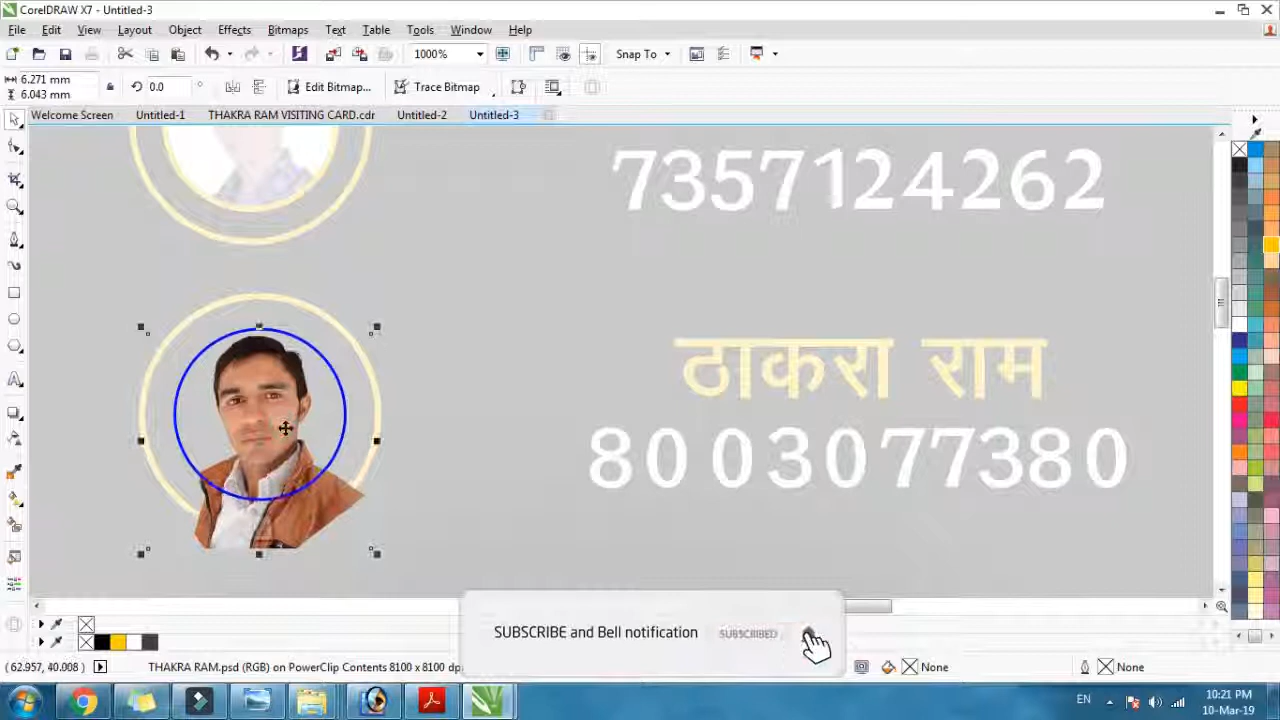 CorelDRAW X7 - Untitled-3
File Edit View Layout Object Effects Bitmaps Text Table Tools Window Help
1000% Snap To
6.271 mm
6.043 mm
0.0 ° Edit Bitmap... Trace Bitmap
Welcome Screen Untitled-1 THAKRA RAM VISITING CARD.cdr Untitled-2 Untitled-3
7357124262
ठाकरा राम
8003077380
SUBSCRIBE and Bell notification SUBSCRIBED
(62.957, 40.008) THAKRA RAM.psd (RGB) on PowerClip Contents 8100 x 8100 dp None None
EN 10:21 PM
10-Mar-19